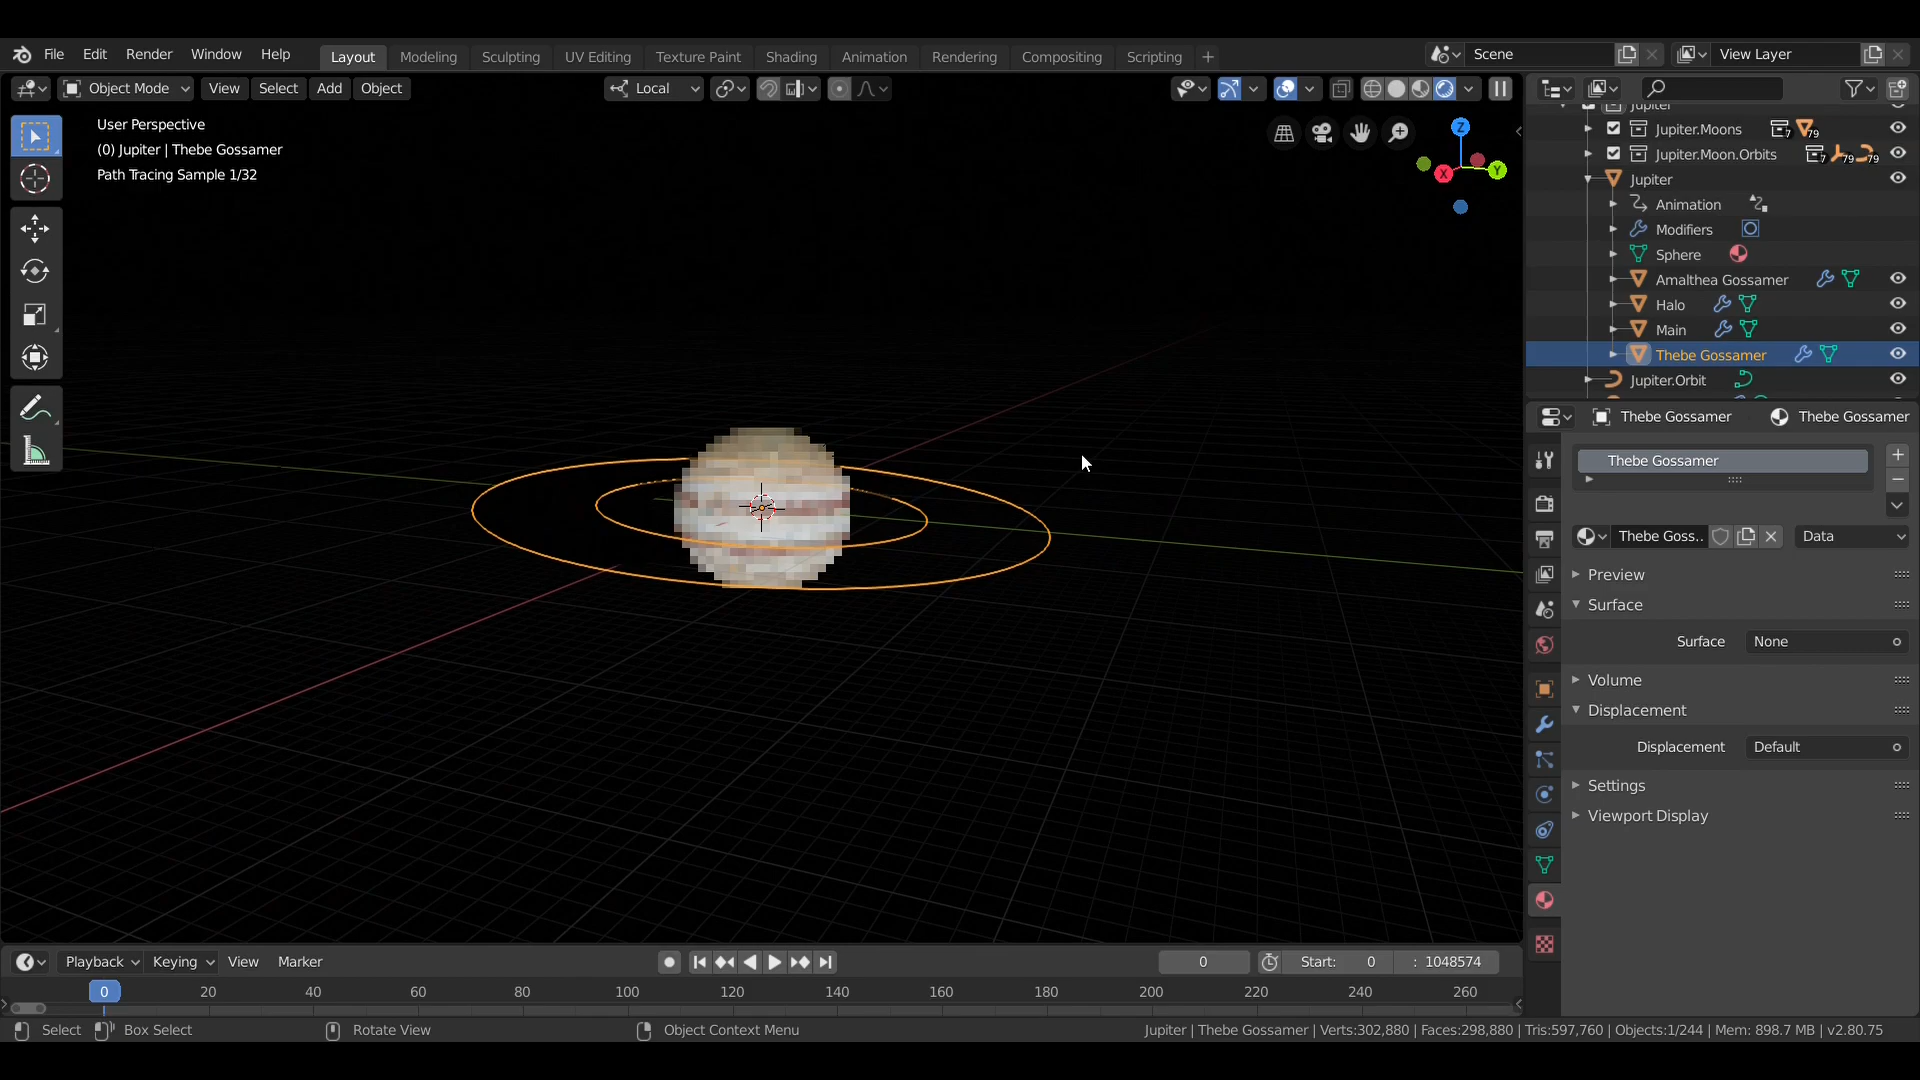 File Edit Render Window Help Layout Modeling Sculpting UV Editing Texture Paint Shading Animation Rendering Compositing Scripting + Scene View Layer
Object Mode View Select Add Object Local
User Perspective
(0) Jupiter | Thebe Gossamer
Path Tracing Sample 1/32
Z
X
Y
Jupiter
Jupiter.Moons 7 79
Jupiter.Moon.Orbits 7 79 79
Jupiter
Animation
Modifiers
Sphere
Amalthea Gossamer
Halo
Main
Thebe Gossamer
Jupiter.Orbit
Thebe Gossamer Thebe Gossamer
Thebe Gossamer
Thebe Goss.. Data
Preview
Surface
Surface None
Volume
Displacement
Displacement Default
Settings
Viewport Display
Playback Keying View Marker 0 Start: 0 : 1048574
0 20 40 60 80 100 120 140 160 180 200 220 240 260
Select Box Select Rotate View Object Context Menu Jupiter | Thebe Gossamer | Verts:302,880 | Faces:298,880 | Tris:597,760 | Objects:1/244 | Mem: 898.7 MB | v2.80.75